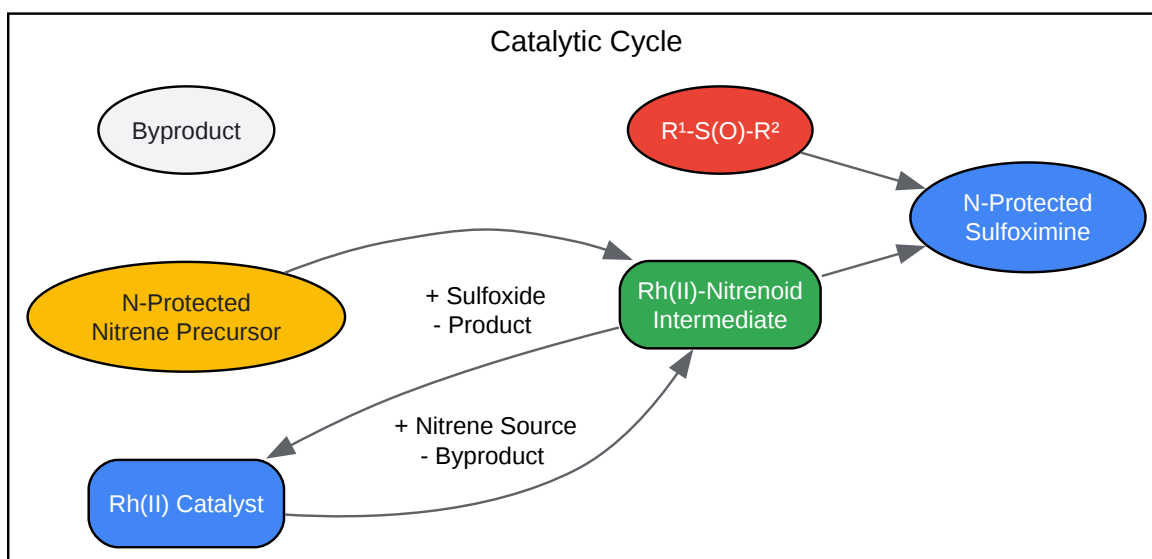 Catalytic Cycle
Byproduct
R¹-S(O)-R²
N-Protected
Sulfoximine
N-Protected
Nitrene Precursor
+ Sulfoxide
- Product
Rh(II)-Nitrenoid
Intermediate
+ Nitrene Source
- Byproduct
Rh(II) Catalyst